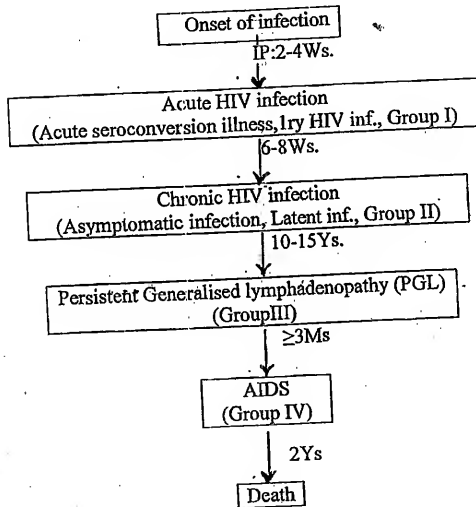 Onset of infection
IP:2-4Ws.
Acute HIV infection
(Acute seroconversion illness,1ry HIV inf., Group I)
6-8Ws.
Chronic HIV infection
(Asymptomatic infection, Latent inf., Group II)
10-15Ys.
Persistent Generalised lymphadenopathy (PGL)
(GroupIII)
≥3Ms
AIDS
(Group IV)
2Ys
Death